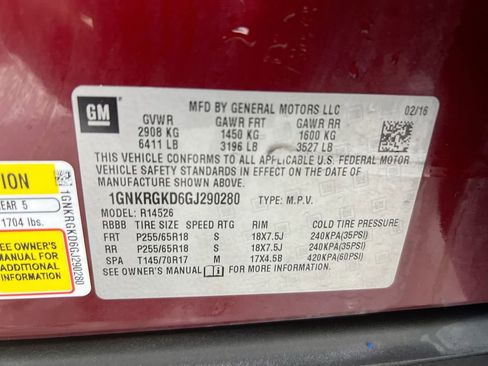 GM
MFD BY GENERAL MOTORS LLC 02/16
GVWR GAWR FRT GAWR RR
2908 KG 1450 KG 1600 KG
6411 LB 3196 LB 3527 LB
THIS VEHICLE CONFORMS TO ALL APPLICABLE U.S. FEDERAL MOTOR
VEHICLE SAFETY STANDARDS IN EFFECT ON THE DATE OF
MANUFACTURE SHOWN ABOVE.
1GNKRGKD6GJ290280 TYPE: M.P.V.
MODEL: R14526
RBBB TIRE SIZE SPEED RTG RIM COLD TIRE PRESSURE
FRT P255/65R18 S 18X7.5J 240KPA(35PSI)
RR P255/65R18 S 18X7.5J 240KPA(35PSI)
SPA T145/70R17 M 17X4.5B 420KPA(60PSI)
SEE OWNER'S MANUAL FOR MORE INFORMATION
TION
EAR 5
1704 lbs.
SEE OWNER'S
MANUAL FOR
MORE
INFORMATION
1GNKRGKD6GJ290280